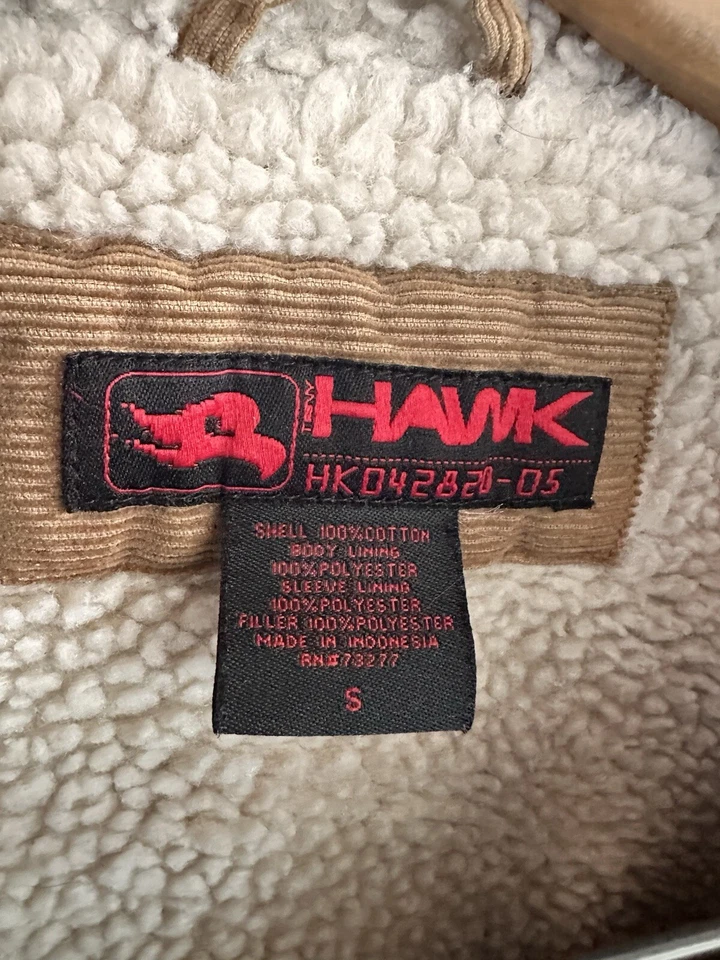 TONY
HAWK
HK042820-05
SHELL 100%COTTON
BODY LINING
100%POLYESTER
SLEEVE LINING
100%POLYESTER
FILLER 100%POLYESTER
MADE IN INDONESIA
RN#73277
S